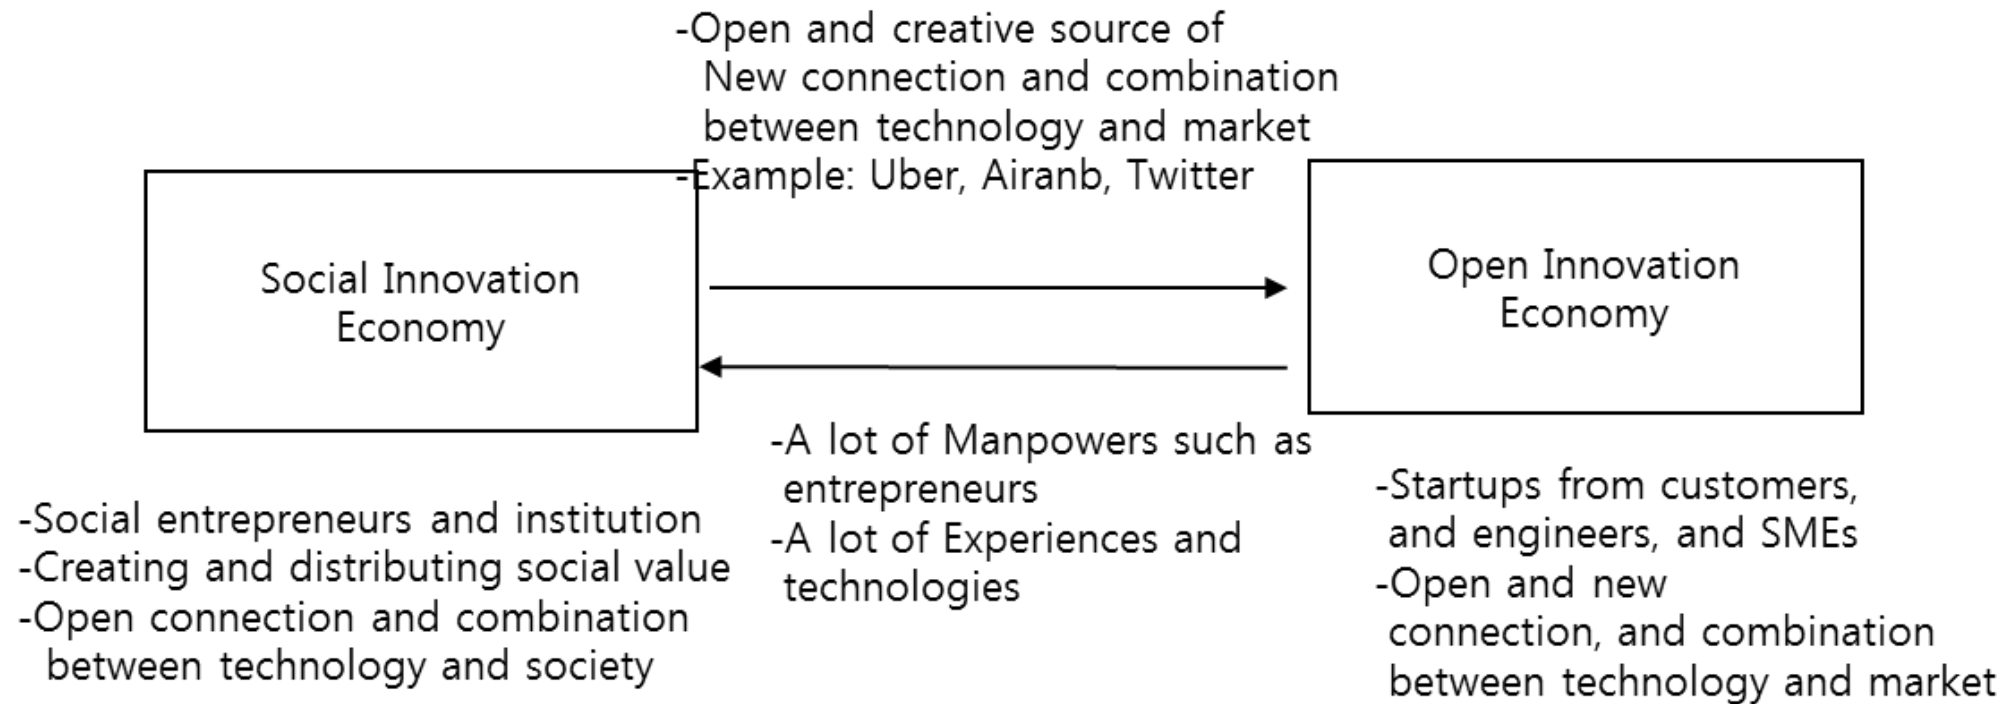 -Open and creative source of
New connection and combination
between technology and market
-Example: Uber, Airanb, Twitter
Social Innovation
Economy
Open Innovation
Economy
-A lot of Manpowers such as
entrepreneurs
-A lot of Experiences and
technologies
-Social entrepreneurs and institution
-Creating and distributing social value
-Open connection and combination
between technology and society
-Startups from customers,
and engineers, and SMEs
-Open and new
connection, and combination
between technology and market